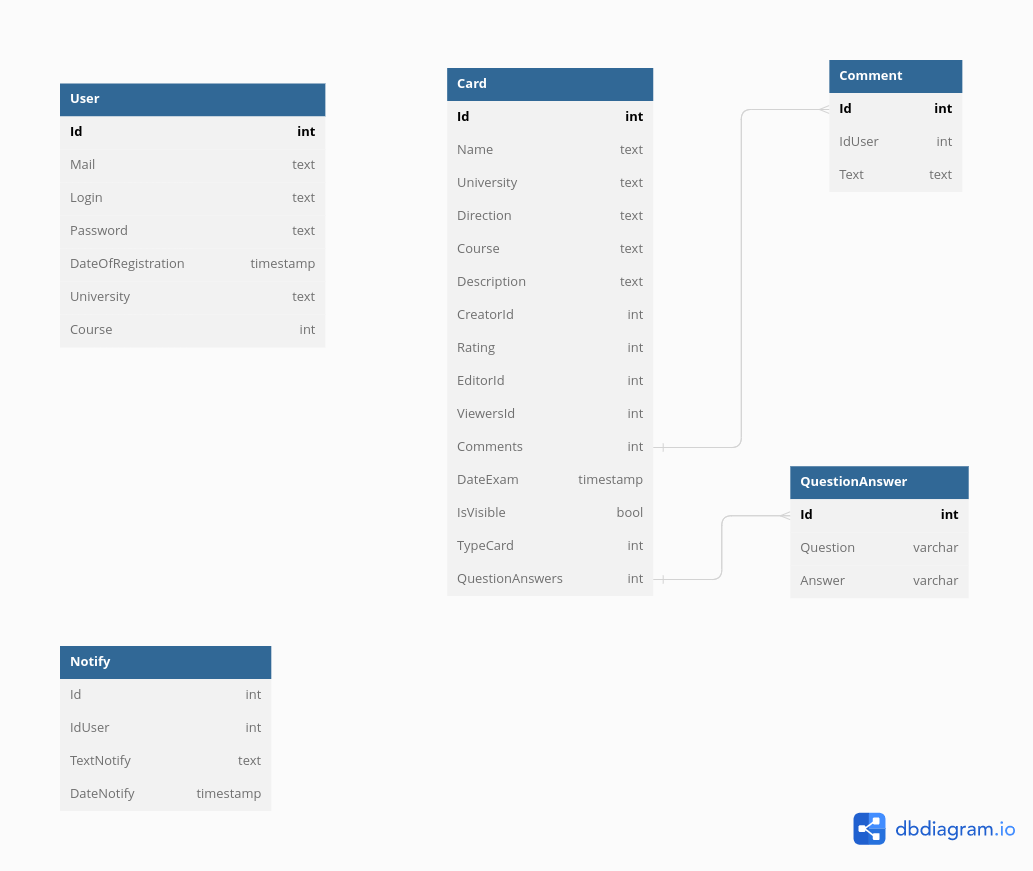 User
Id int
Mail text
Login text
Password text
DateOfRegistration timestamp
University text
Course int
Card
Id int
Name text
University text
Direction text
Course text
Description text
CreatorId int
Rating int
EditorId int
ViewersId int
Comments int
DateExam timestamp
IsVisible bool
TypeCard int
QuestionAnswers int
Comment
Id int
IdUser int
Text text
QuestionAnswer
Id int
Question varchar
Answer varchar
Notify
Id int
IdUser int
TextNotify text
DateNotify timestamp
dbdiagram.io